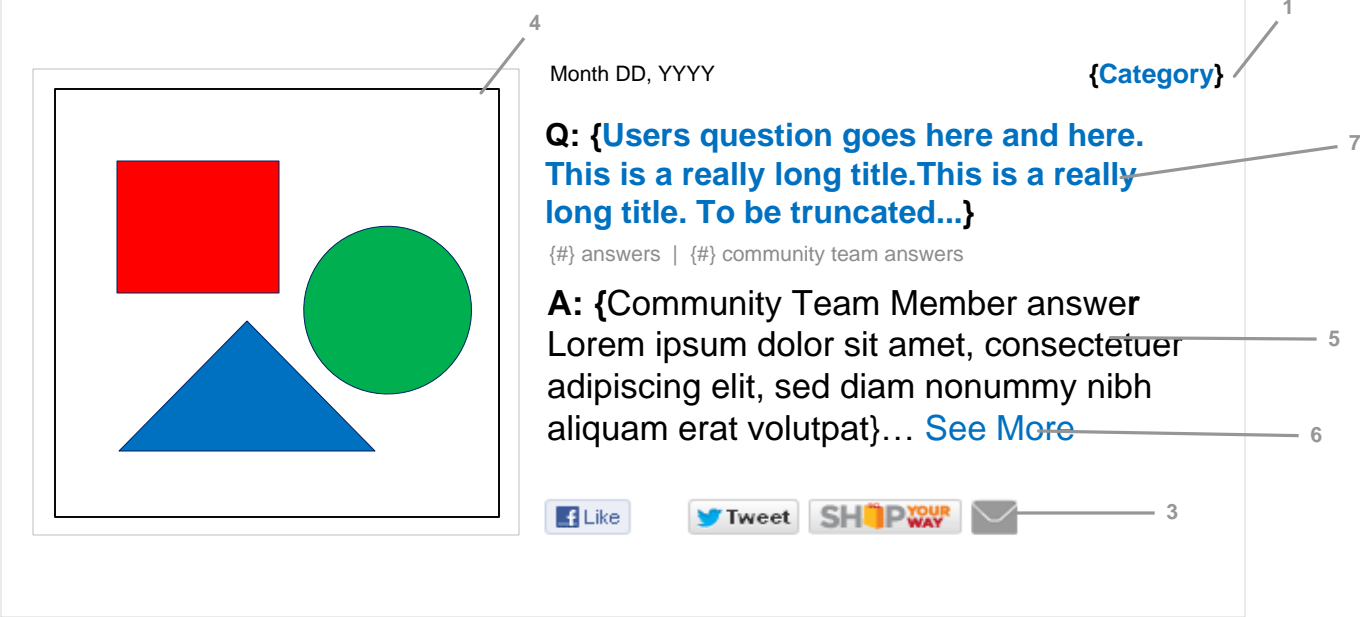 4
1
Month DD, YYYY
{Category}
Q: {Users question goes here and here.
7
This is a really long title.This is a really
long title. To be truncated...}
{#} answers | {#} community team answers
A: {Community Team Member answer
Lorem ipsum dolor sit amet, consectetuer
5
adipiscing elit, sed diam nonummy nibh
aliquam erat volutpat}… See More
6
Like
Tweet
SHOP YOUR WAY
3